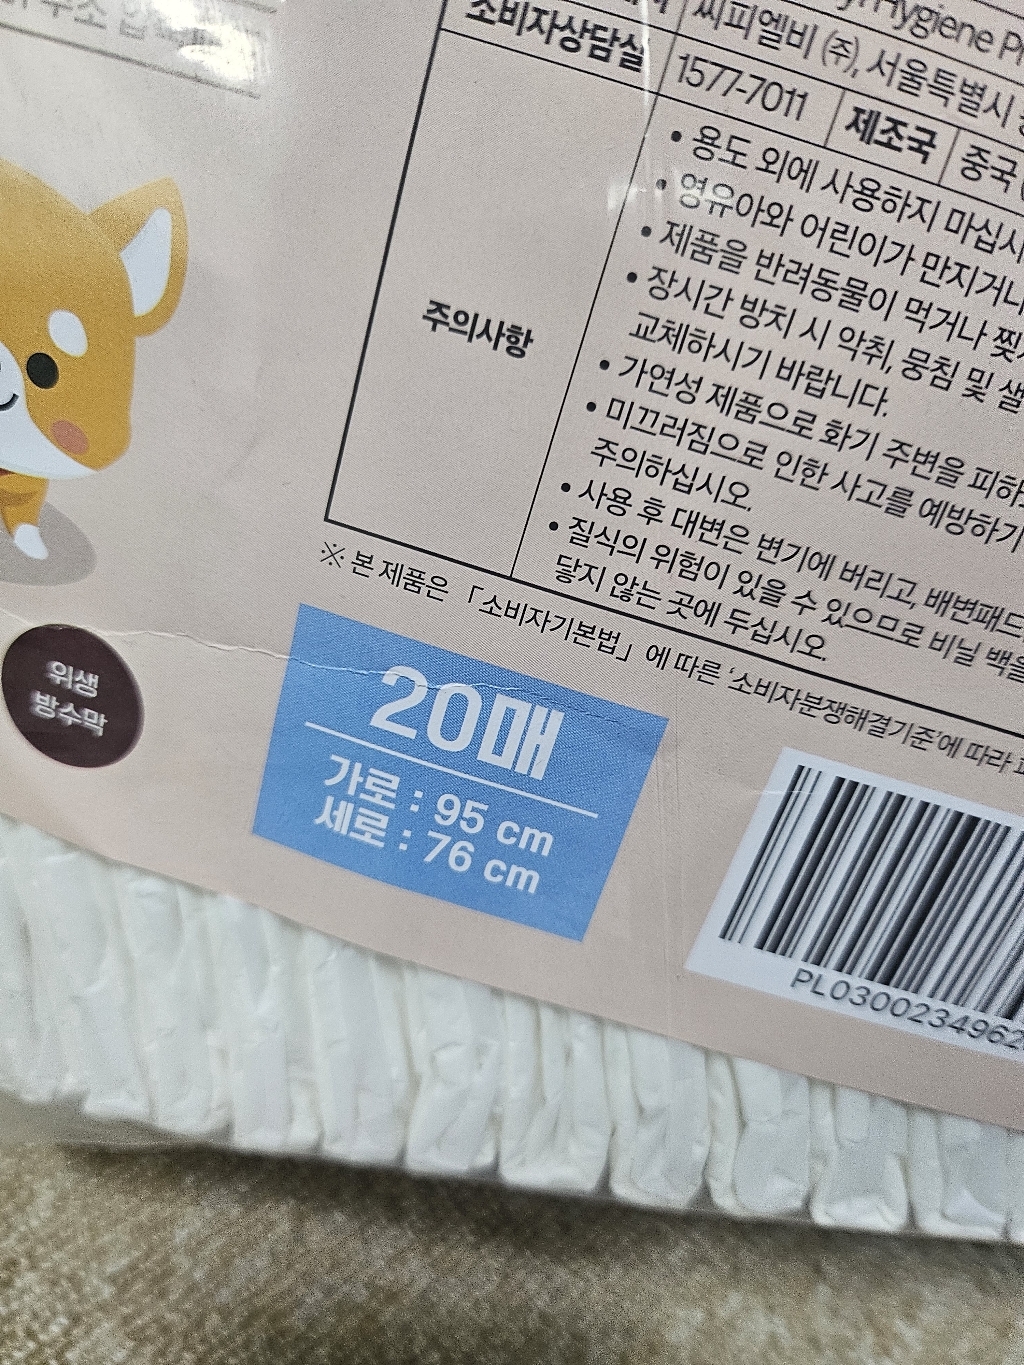 소비자상담실
씨피엘비 (주), 서울특별시
Hygiene
1577-7011
제조국
중국
주의사항
• 용도 외에 사용하지 마십시
• 영유아와 어린이가 만지거나
• 제품을 반려동물이 먹거나 찢
• 장시간 방치 시 악취, 뭉침 및 샐
교체하시기 바랍니다.
• 가연성 제품으로 화기 주변을 피하
• 미끄러짐으로 인한 사고를 예방하기
주의하십시오.
• 사용 후 대변은 변기에 버리고, 배변패드
• 질식의 위험이 있을 수 있으므로 비닐 백을
닿지 않는 곳에 두십시오.
※ 본 제품은 「소비자기본법」에 따른 '소비자분쟁해결기준'에 따라
위생
방수막
20매
가로 : 95 cm
세로 : 76 cm
PL0300234962